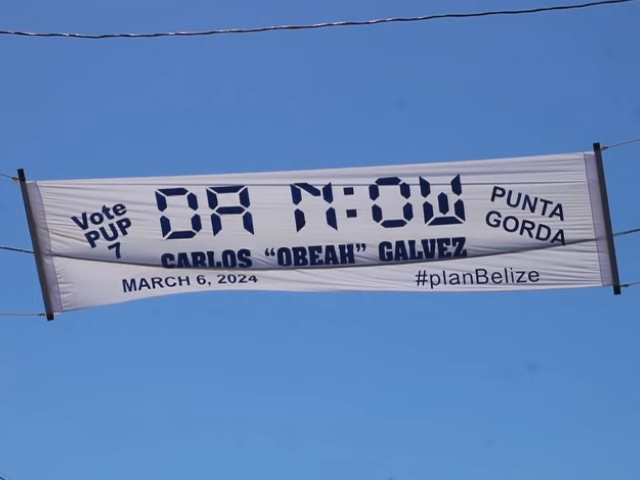 Vote
PUP
7
DA N:OW
PUNTA
GORDA
CARLOS "OBEAH" GALVEZ
MARCH 6, 2024
#planBelize